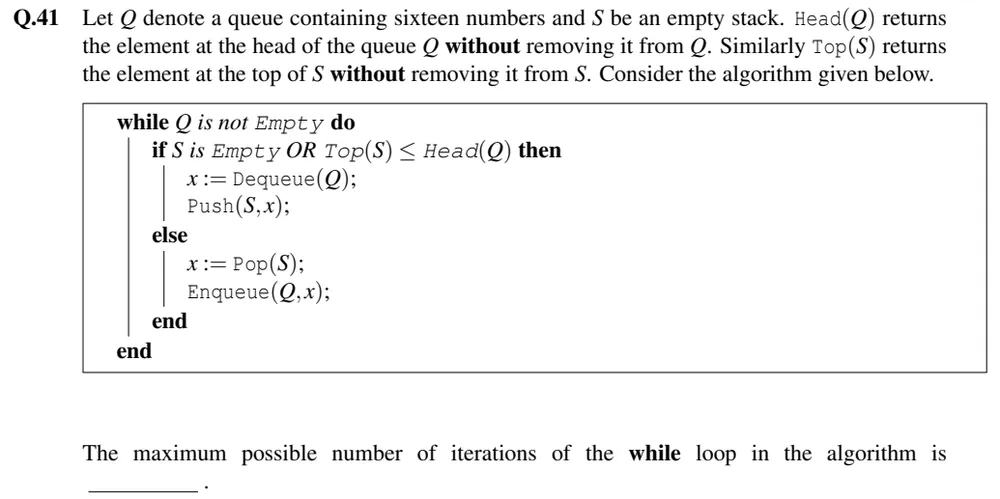 Q.41 Let Q denote a queue containing sixteen numbers and S be an empty stack. Head(Q) returns
the element at the head of the queue Q without removing it from Q. Similarly Top(S) returns
the element at the top of S without removing it from S. Consider the algorithm given below.
while Q is not Empty do
if S is Empty OR Top(S) ≤ Head(Q) then
x := Dequeue(Q);
Push(S,x);
else
x := Pop(S);
Enqueue(Q,x);
end
end
The maximum possible number of iterations of the while loop in the algorithm is
__________ .